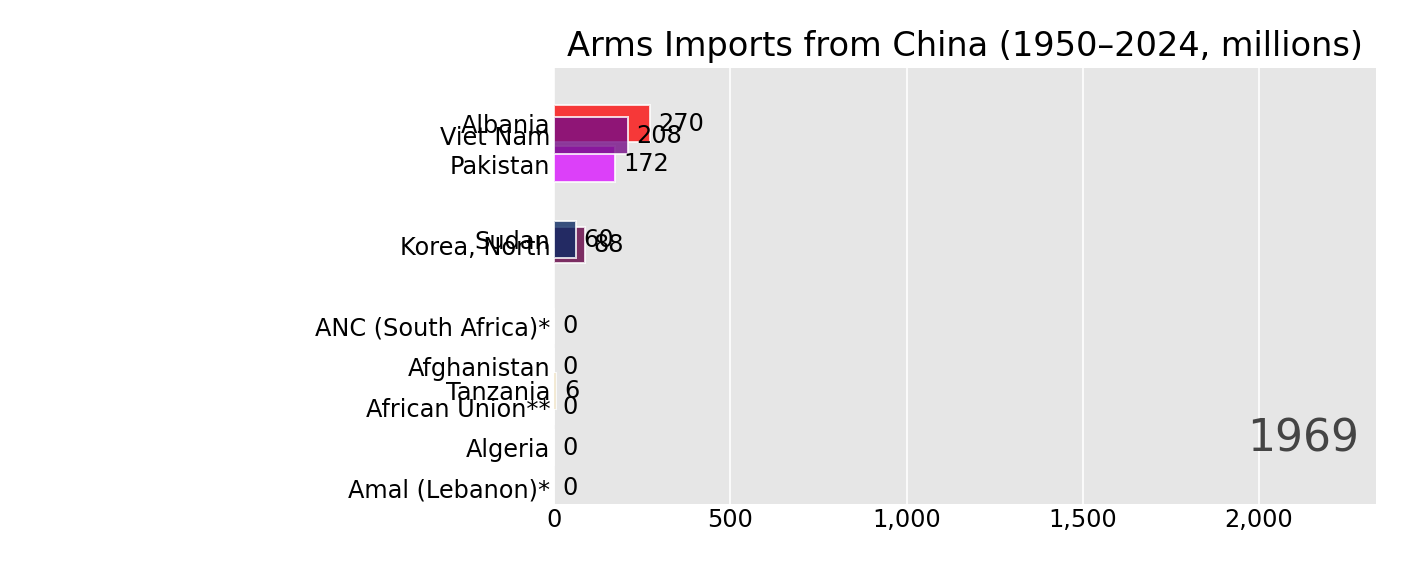 Arms Imports from China (1950–2024, millions)
Albania 270
Viet Nam 208
Pakistan 172
Sudan 60
Korea, North 88
ANC (South Africa)* 0
Afghanistan 0
Tanzania 6
African Union** 0
1969
Algeria 0
Amal (Lebanon)* 0
0 500 1,000 1,500 2,000